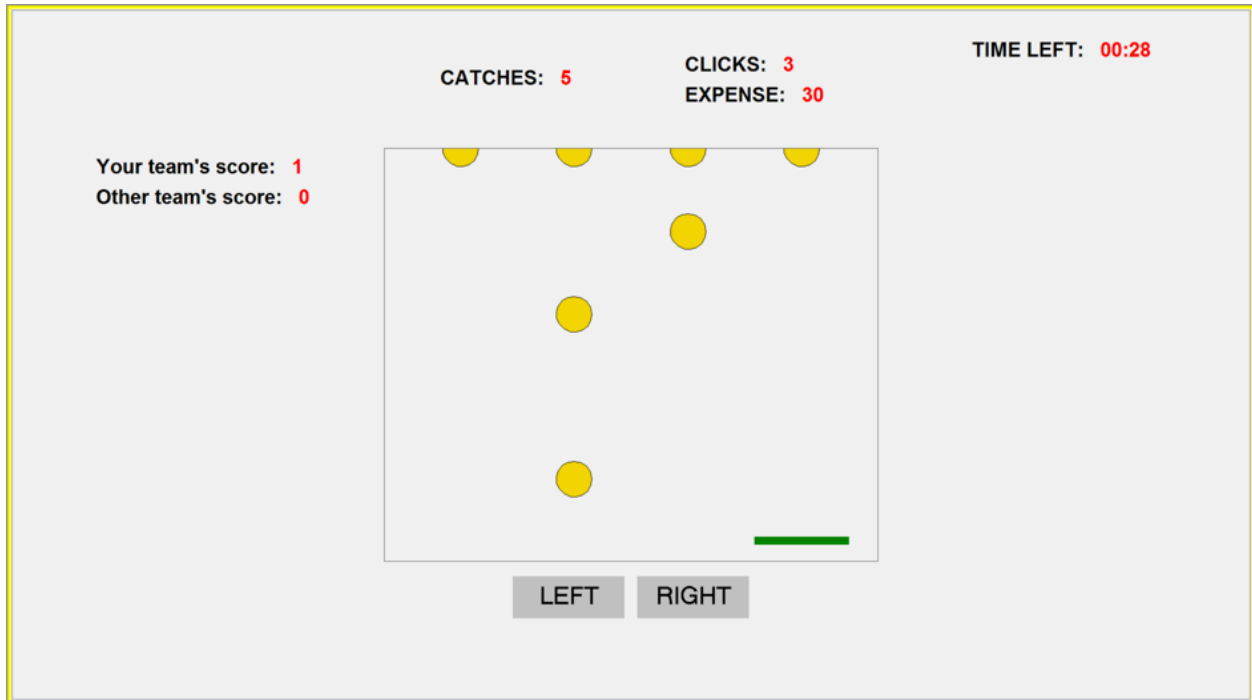 TIME LEFT: 00:28
CATCHES: 5
CLICKS: 3
EXPENSE: 30
Your team's score: 1
Other team's score: 0
LEFT
RIGHT